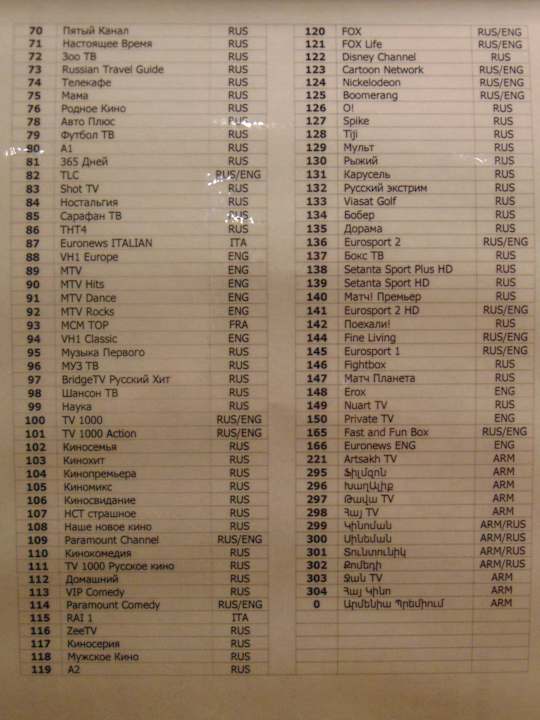 70 Пятый Канал RUS
71 Настоящее Время RUS
72 Зоо ТВ RUS
73 Russian Travel Guide RUS
74 Телекафе RUS
75 Мама RUS
76 Родное Кино RUS
78 Авто Плюс RUS
79 Футбол ТВ RUS
80 А1 RUS
81 365 Дней RUS
82 TLC RUS/ENG
83 Shot TV RUS
84 Ностальгия RUS
85 Сарафан ТВ RUS
86 ТНТ4 RUS
87 Euronews ITALIAN ITA
88 VH1 Europe ENG
89 MTV ENG
90 MTV Hits ENG
91 MTV Dance ENG
92 MTV Rocks ENG
93 MCM TOP FRA
94 VH1 Classic ENG
95 Музыка Первого RUS
96 МУЗ ТВ RUS
97 BridgeTV Русский Хит RUS
98 Шансон ТВ RUS
99 Наука RUS
100 TV 1000 RUS/ENG
101 TV 1000 Action RUS/ENG
102 Киносемья RUS
103 Кинохит RUS
104 Кинопремьера RUS
105 Киномикс RUS
106 Киносвидание RUS
107 НСТ страшное RUS
108 Наше новое кино RUS
109 Paramount Channel RUS/ENG
110 Кинокомедия RUS
111 TV 1000 Русское кино RUS
112 Домашний RUS
113 VIP Comedy RUS
114 Paramount Comedy RUS/ENG
115 RAI 1 ITA
116 ZeeTV RUS
117 Киносерия RUS
118 Мужское Кино RUS
119 А2 RUS
120 FOX RUS/ENG
121 FOX Life RUS/ENG
122 Disney Channel RUS
123 Cartoon Network RUS/ENG
124 Nickelodeon RUS/ENG
125 Boomerang RUS/ENG
126 О! RUS
127 Spike RUS
128 Tiji RUS
129 Мульт RUS
130 Рыжий RUS
131 Карусель RUS
132 Русский экстрим RUS
133 Viasat Golf RUS
134 Бобер RUS
135 Дорама RUS
136 Eurosport 2 RUS/ENG
137 Бокс ТВ RUS
138 Setanta Sport Plus HD RUS
139 Setanta Sport HD RUS
140 Матч! Премьер RUS
141 Eurosport 2 HD RUS/ENG
142 Поехали! RUS
144 Fine Living RUS/ENG
145 Eurosport 1 RUS/ENG
146 Fightbox RUS
147 Матч Планета RUS
148 Erox ENG
149 Nuart TV RUS
150 Private TV ENG
165 Fast and Fun Box RUS/ENG
166 Euronews ENG ENG
221 Artsakh TV ARM
295 Ֆիլմզոն ARM
296 ԽաղԱլիք ARM
297 Թավա TV ARM
298 Հայ TV ARM
299 Կինոման ARM/RUS
300 Սինեման ARM/RUS
301 Տունտունիկ ARM/RUS
302 Քոմեդի ARM/RUS
303 Ջան TV ARM
304 Հայ Կինո ARM
0 Արմենիա Պրեմիում ARM